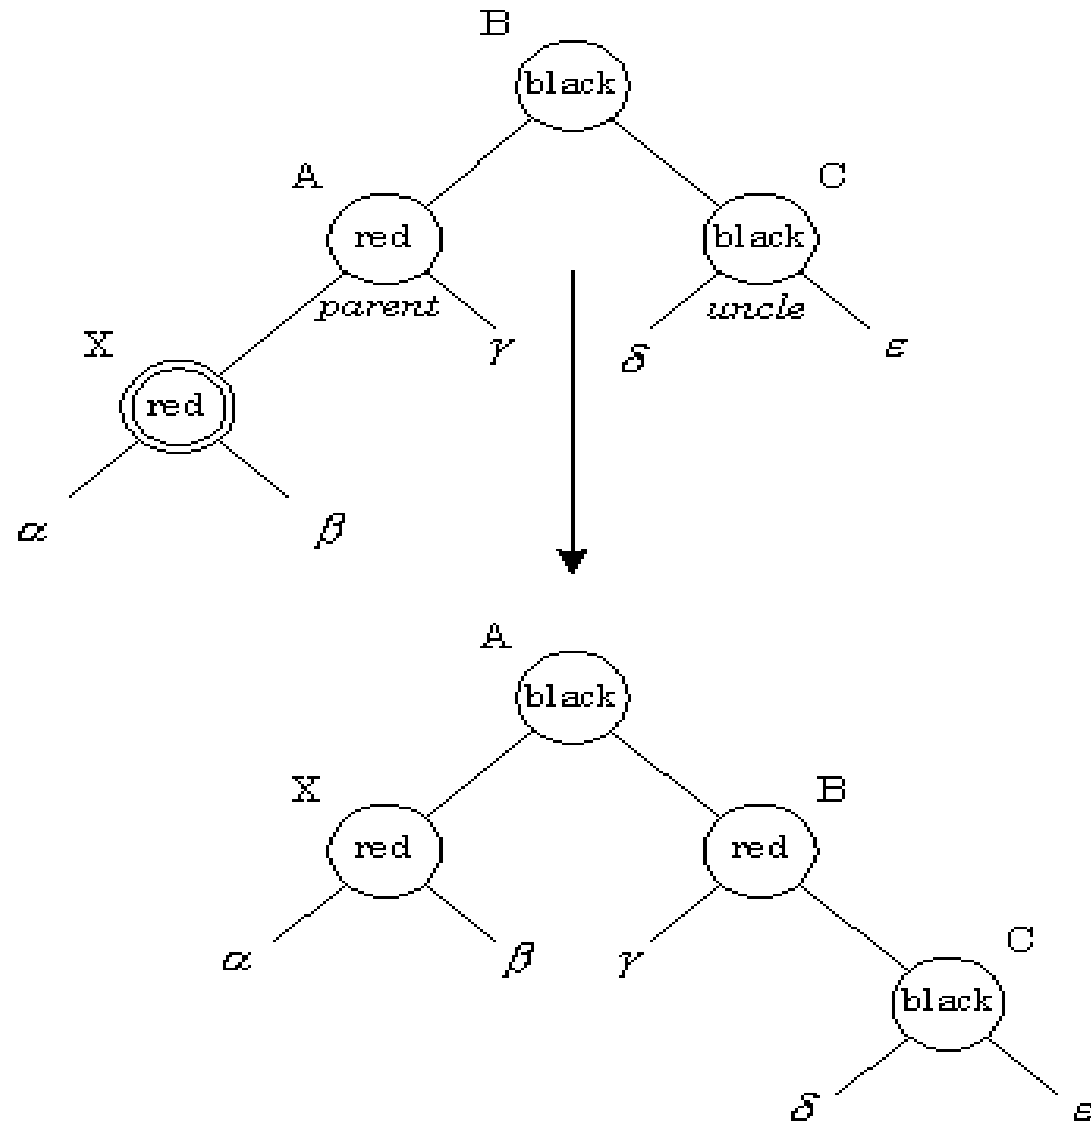 B
black
A
C
red
black
parent
uncle
X
γ
δ
ε
red
α
β
A
black
X
B
red
red
α
β
γ
C
black
δ
ε